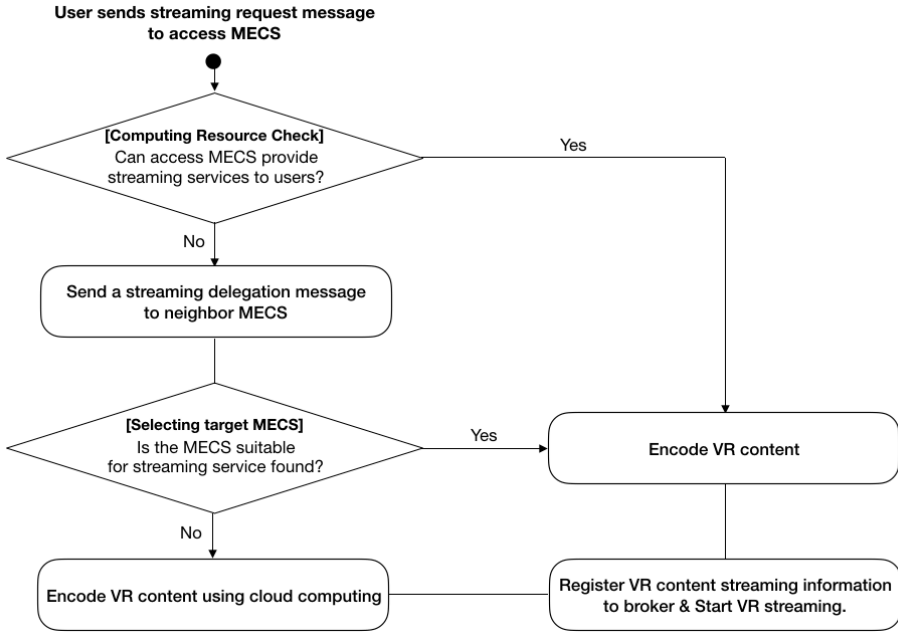 User sends streaming request message
to access MECS
[Computing Resource Check]
Can access MECS provide
streaming services to users?
Yes
No
Send a streaming delegation message
to neighbor MECS
[Selecting target MECS]
Is the MECS suitable
for streaming service found?
Yes
Encode VR content
No
Encode VR content using cloud computing
Register VR content streaming information
to broker & Start VR streaming.